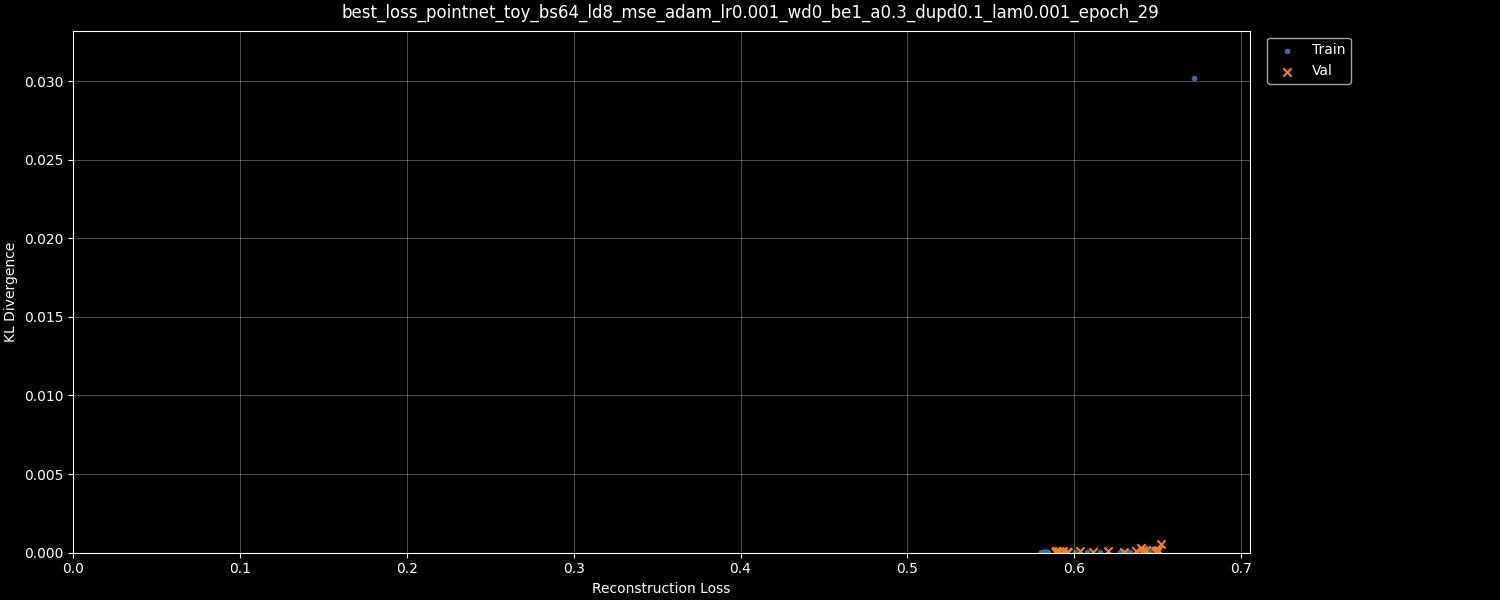 best_loss_pointnet_toy_bs64_ld8_mse_adam_lr0.001_wd0_be1_a0.3_dupd0.1_lam0.001_epoch_29
Train
Val
KL Divergence
0.030
0.025
0.020
0.015
0.010
0.005
0.000
0.0 0.1 0.2 0.3 0.4 0.5 0.6 0.7
Reconstruction Loss